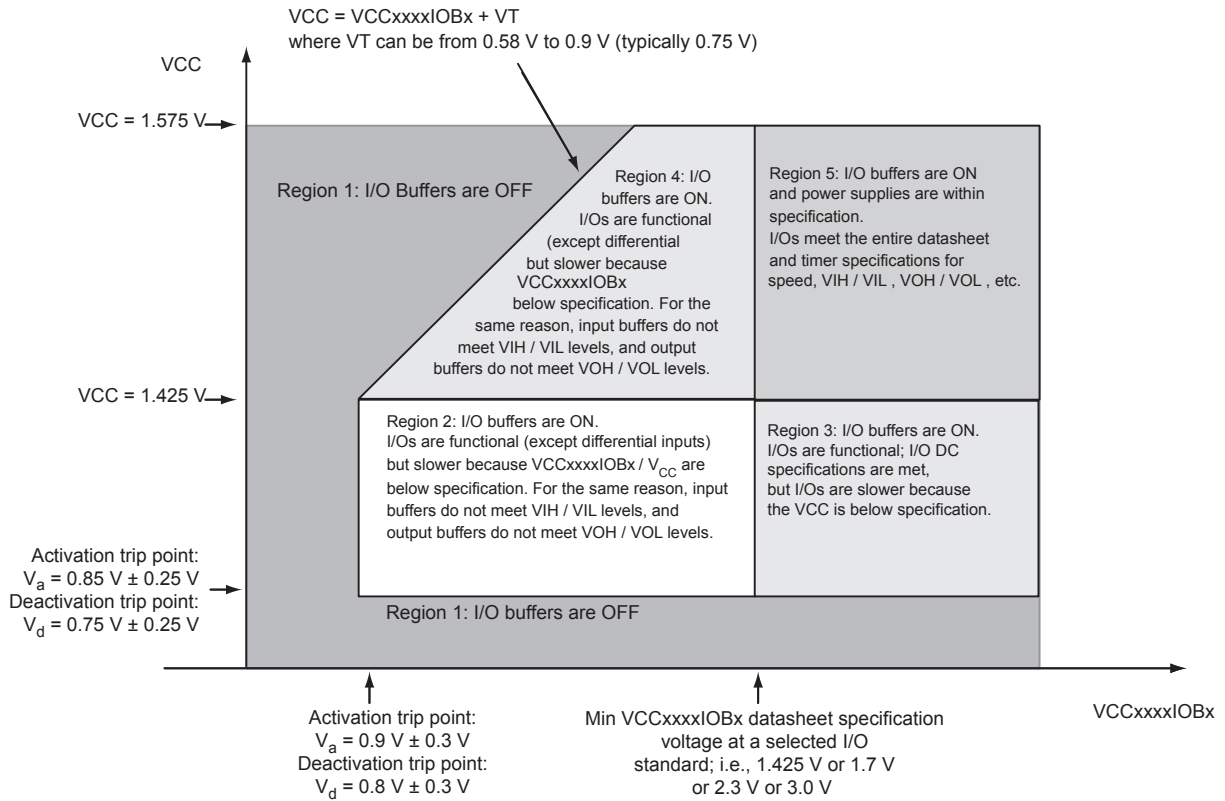 VCC = VCCxxxxIOBx + VT
where VT can be from 0.58 V to 0.9 V (typically 0.75 V)
VCC
VCC = 1.575 V
Region 1: I/O Buffers are OFF
Region 4: I/O
buffers are ON.
I/Os are functional
(except differential
but slower because
VCCxxxxIOBx
below specification. For the
same reason, input buffers do not
meet VIH / VIL levels, and output
buffers do not meet VOH / VOL levels.
Region 5: I/O buffers are ON
and power supplies are within
specification.
I/Os meet the entire datasheet
and timer specifications for
speed, VIH / VIL , VOH / VOL , etc.
VCC = 1.425 V
Region 2: I/O buffers are ON.
I/Os are functional (except differential inputs)
but slower because VCCxxxxIOBx / VCC are
below specification. For the same reason, input
buffers do not meet VIH / VIL levels, and
output buffers do not meet VOH / VOL levels.
Region 3: I/O buffers are ON.
I/Os are functional; I/O DC
specifications are met,
but I/Os are slower because
the VCC is below specification.
Activation trip point:
Va = 0.85 V ± 0.25 V
Deactivation trip point:
Vd = 0.75 V ± 0.25 V
Region 1: I/O buffers are OFF
VCCxxxxIOBx
Activation trip point:
Va = 0.9 V ± 0.3 V
Deactivation trip point:
Vd = 0.8 V ± 0.3 V
Min VCCxxxxIOBx datasheet specification
voltage at a selected I/O
standard; i.e., 1.425 V or 1.7 V
or 2.3 V or 3.0 V